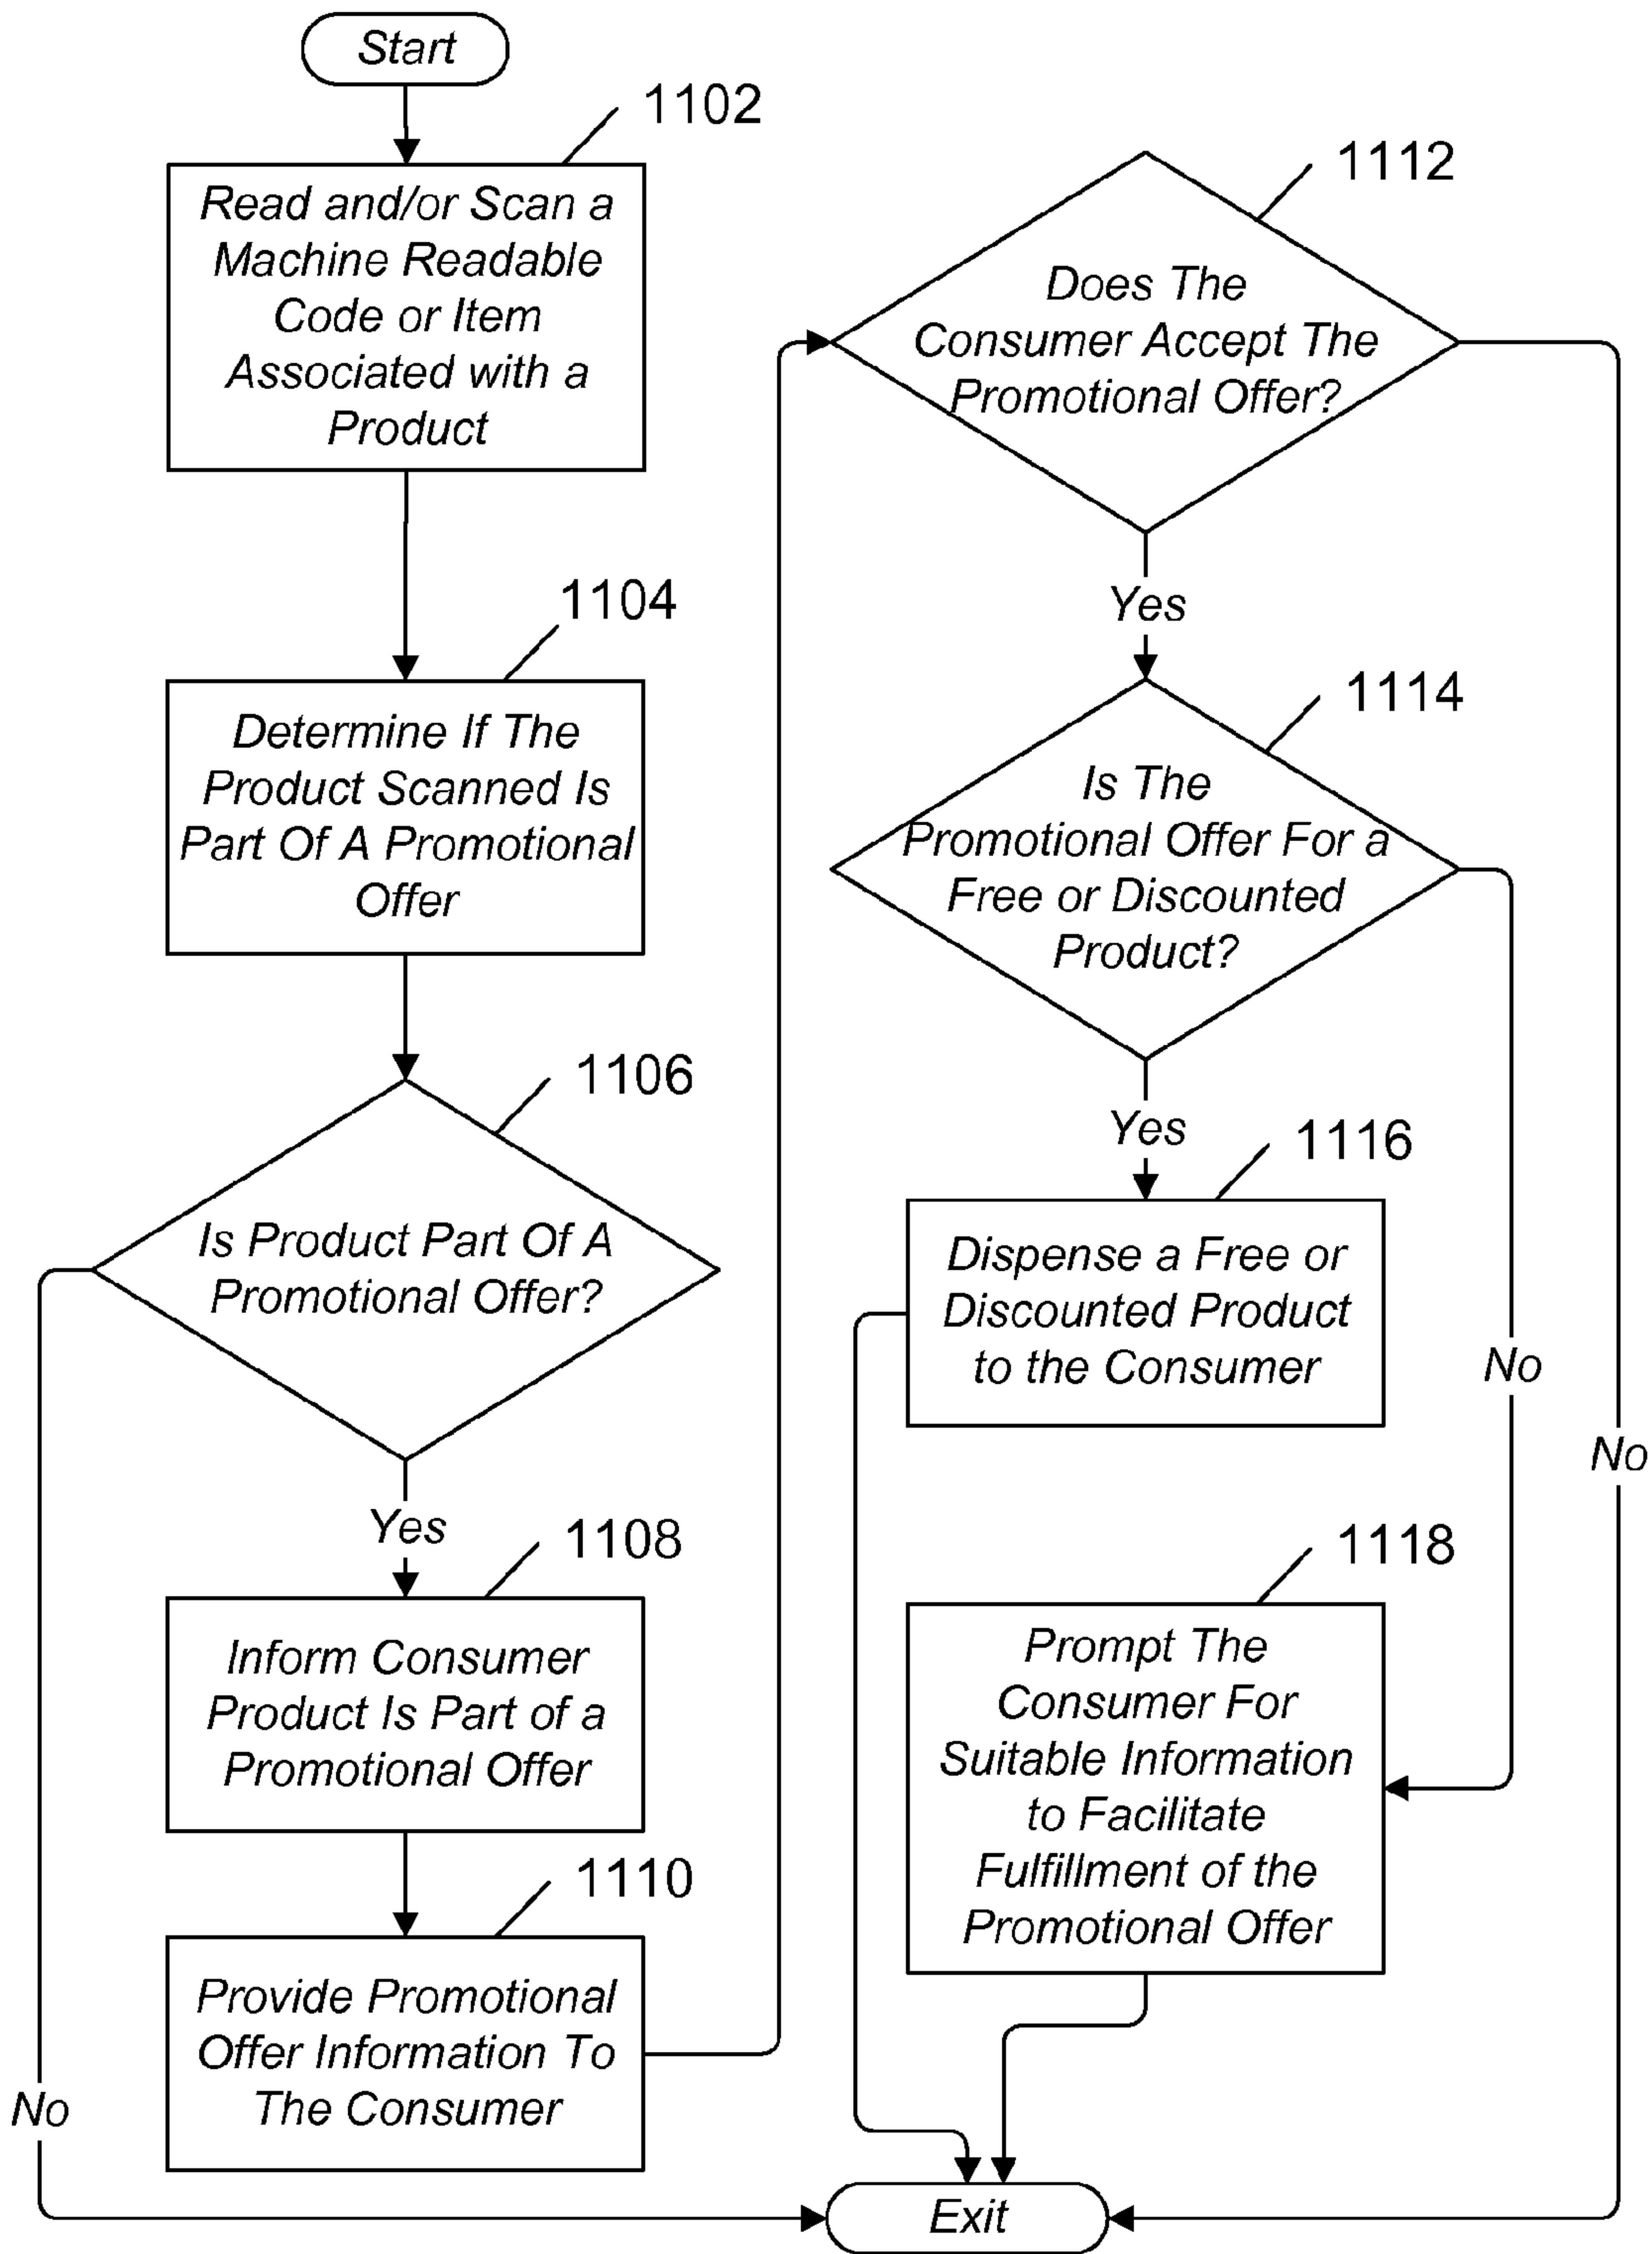 Start
1102
Read and/or Scan a
Machine Readable
Code or Item
Associated with a
Product
1104
Determine If The
Product Scanned Is
Part Of A Promotional
Offer
1106
Is Product Part Of A
Promotional Offer?
Yes
No
1108
Inform Consumer
Product Is Part of a
Promotional Offer
1110
Provide Promotional
Offer Information To
The Consumer
1112
Does The
Consumer Accept The
Promotional Offer?
Yes
No
1114
Is The
Promotional Offer For a
Free or Discounted
Product?
Yes
No
1116
Dispense a Free or
Discounted Product
to the Consumer
1118
Prompt The
Consumer For
Suitable Information
to Facilitate
Fulfillment of the
Promotional Offer
Exit